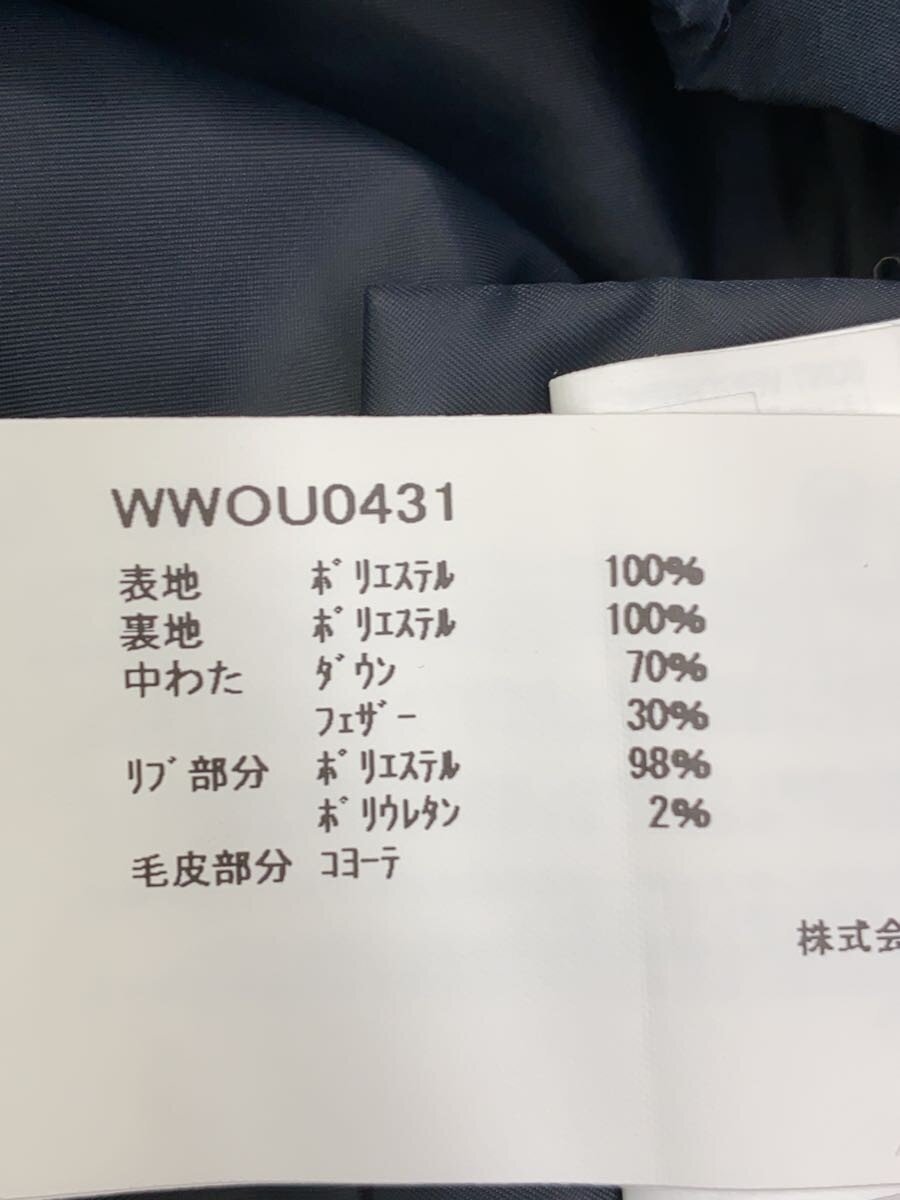 WWOU0431
表地 ポリエステル 100%
裏地 ポリエステル 100%
中わた ダウン 70%
フェザー 30%
リブ部分 ポリエステル 98%
ポリウレタン 2%
毛皮部分 コヨーテ
株式会